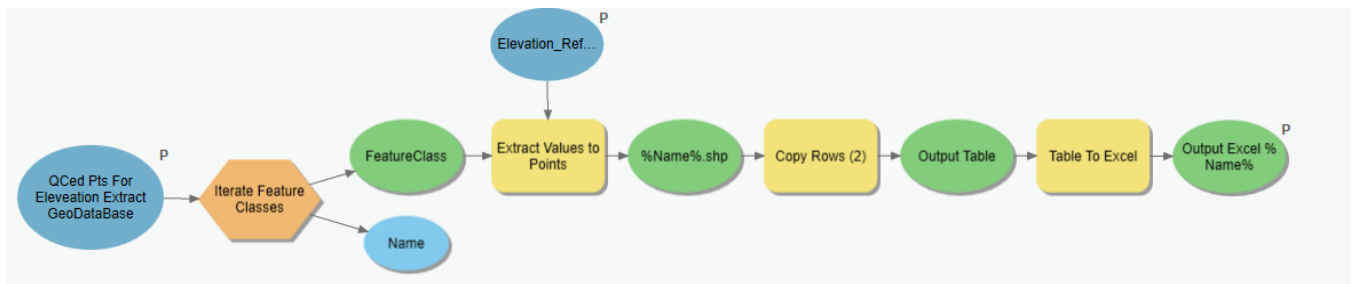 P
Elevation_Ref...
P
QCed Pts For
Eleveation Extract
GeoDataBase
Iterate Feature
Classes
FeatureClass
Name
Extract Values to
Points
%Name%.shp
Copy Rows (2)
Output Table
Table To Excel
P
Output Excel %
Name%